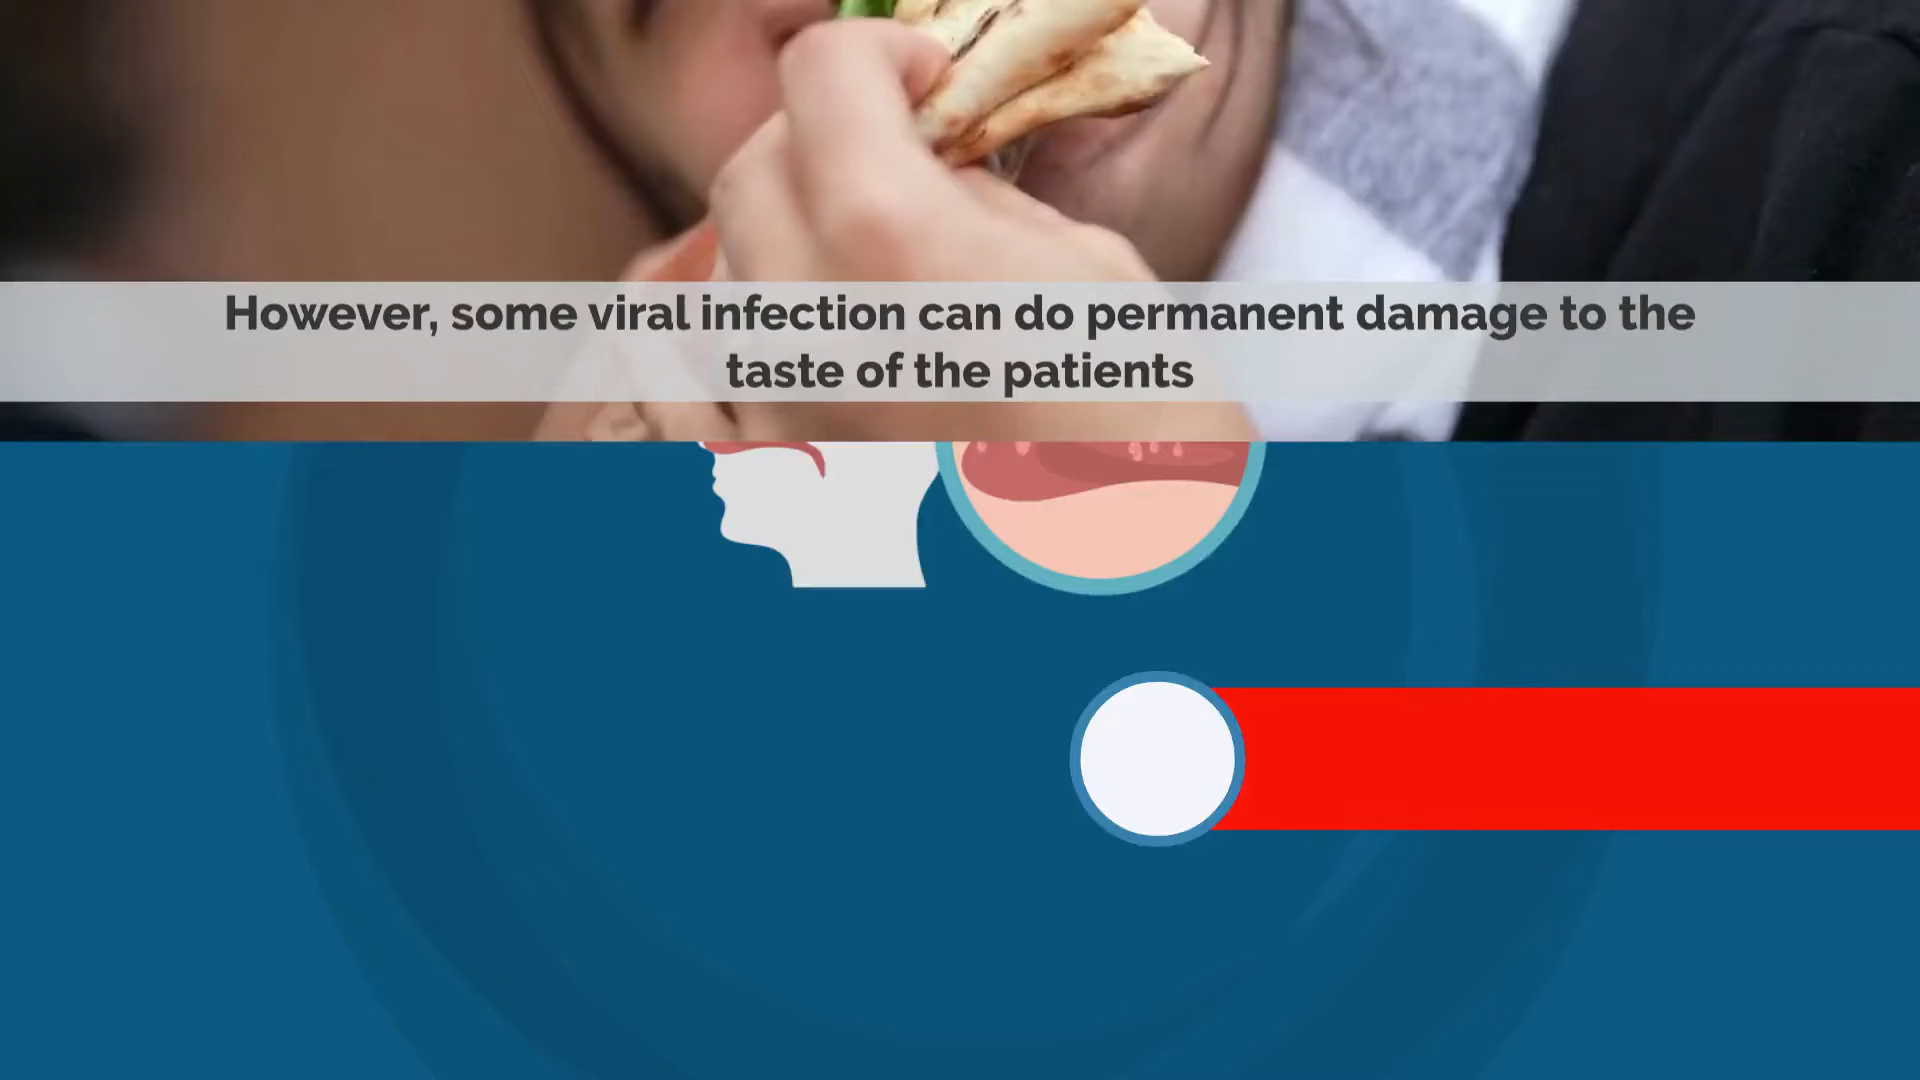 However, some viral infection can do permanent damage to the
taste of the patients